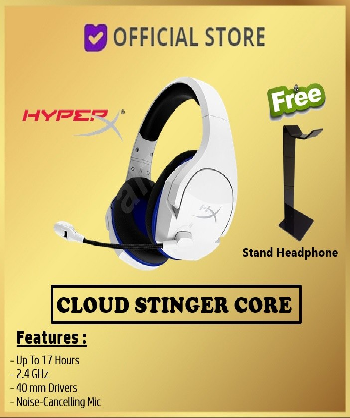 OFFICIAL STORE
HYPERX
Free
Stand Headphone
CLOUD STINGER CORE
Features :
- Up To 17 Hours
2.4 GHz
- 40 mm Drivers
- Noise-Cancelling Mic